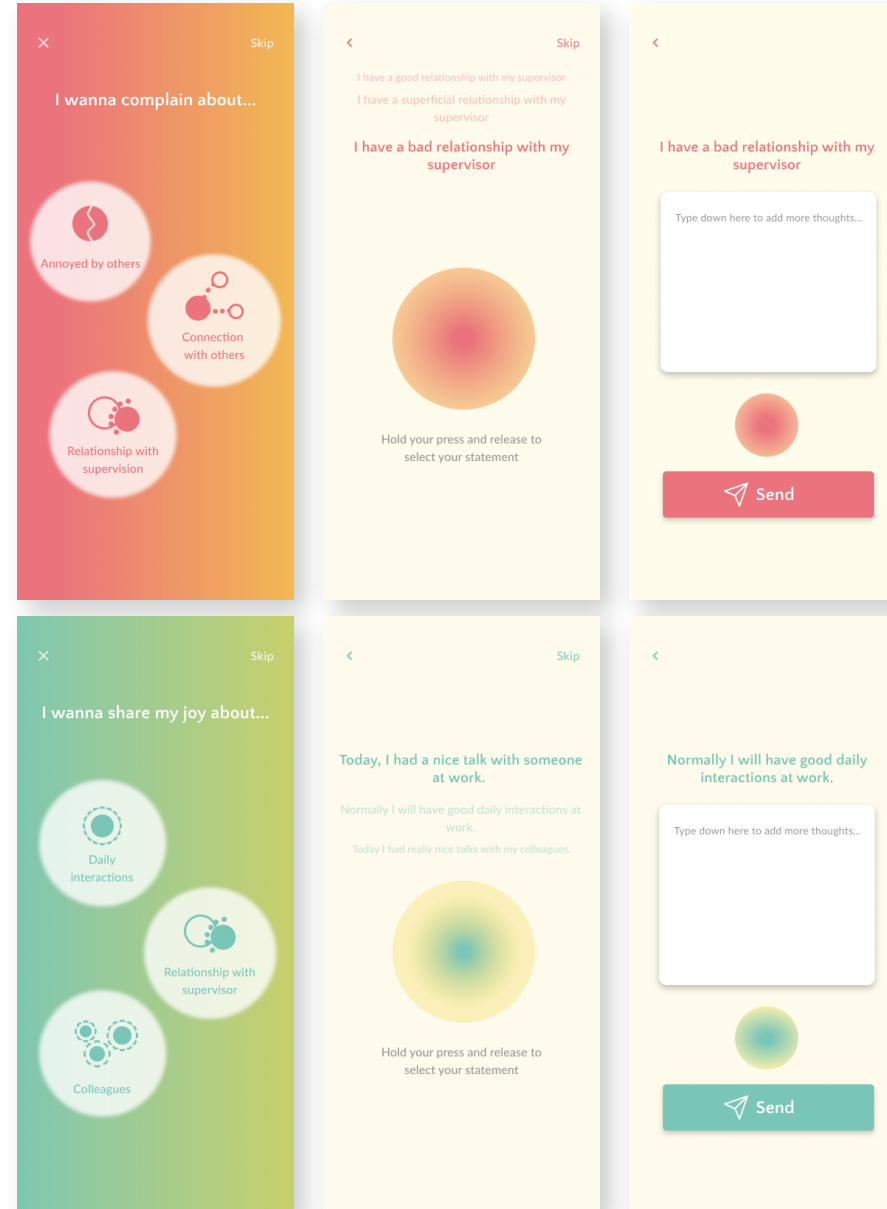 Skip
I wanna complain about...
Annoyed by others
Connection
with others
Relationship with
supervision
Skip
I have a good relationship with my supervisor
I have a superficial relationship with my
supervisor
I have a bad relationship with my
supervisor
Hold your press and release to
select your statement
I have a bad relationship with my
supervisor
Type down here to add more thoughts...
Send
Skip
I wanna share my joy about...
Daily
interactions
Relationship with
supervisor
Colleagues
Skip
Today, I had a nice talk with someone
at work.
Normally I will have good daily interactions at
work.
Today I had really nice talks with my colleagues.
Hold your press and release to
select your statement
Normally I will have good daily
interactions at work.
Type down here to add more thoughts...
Send